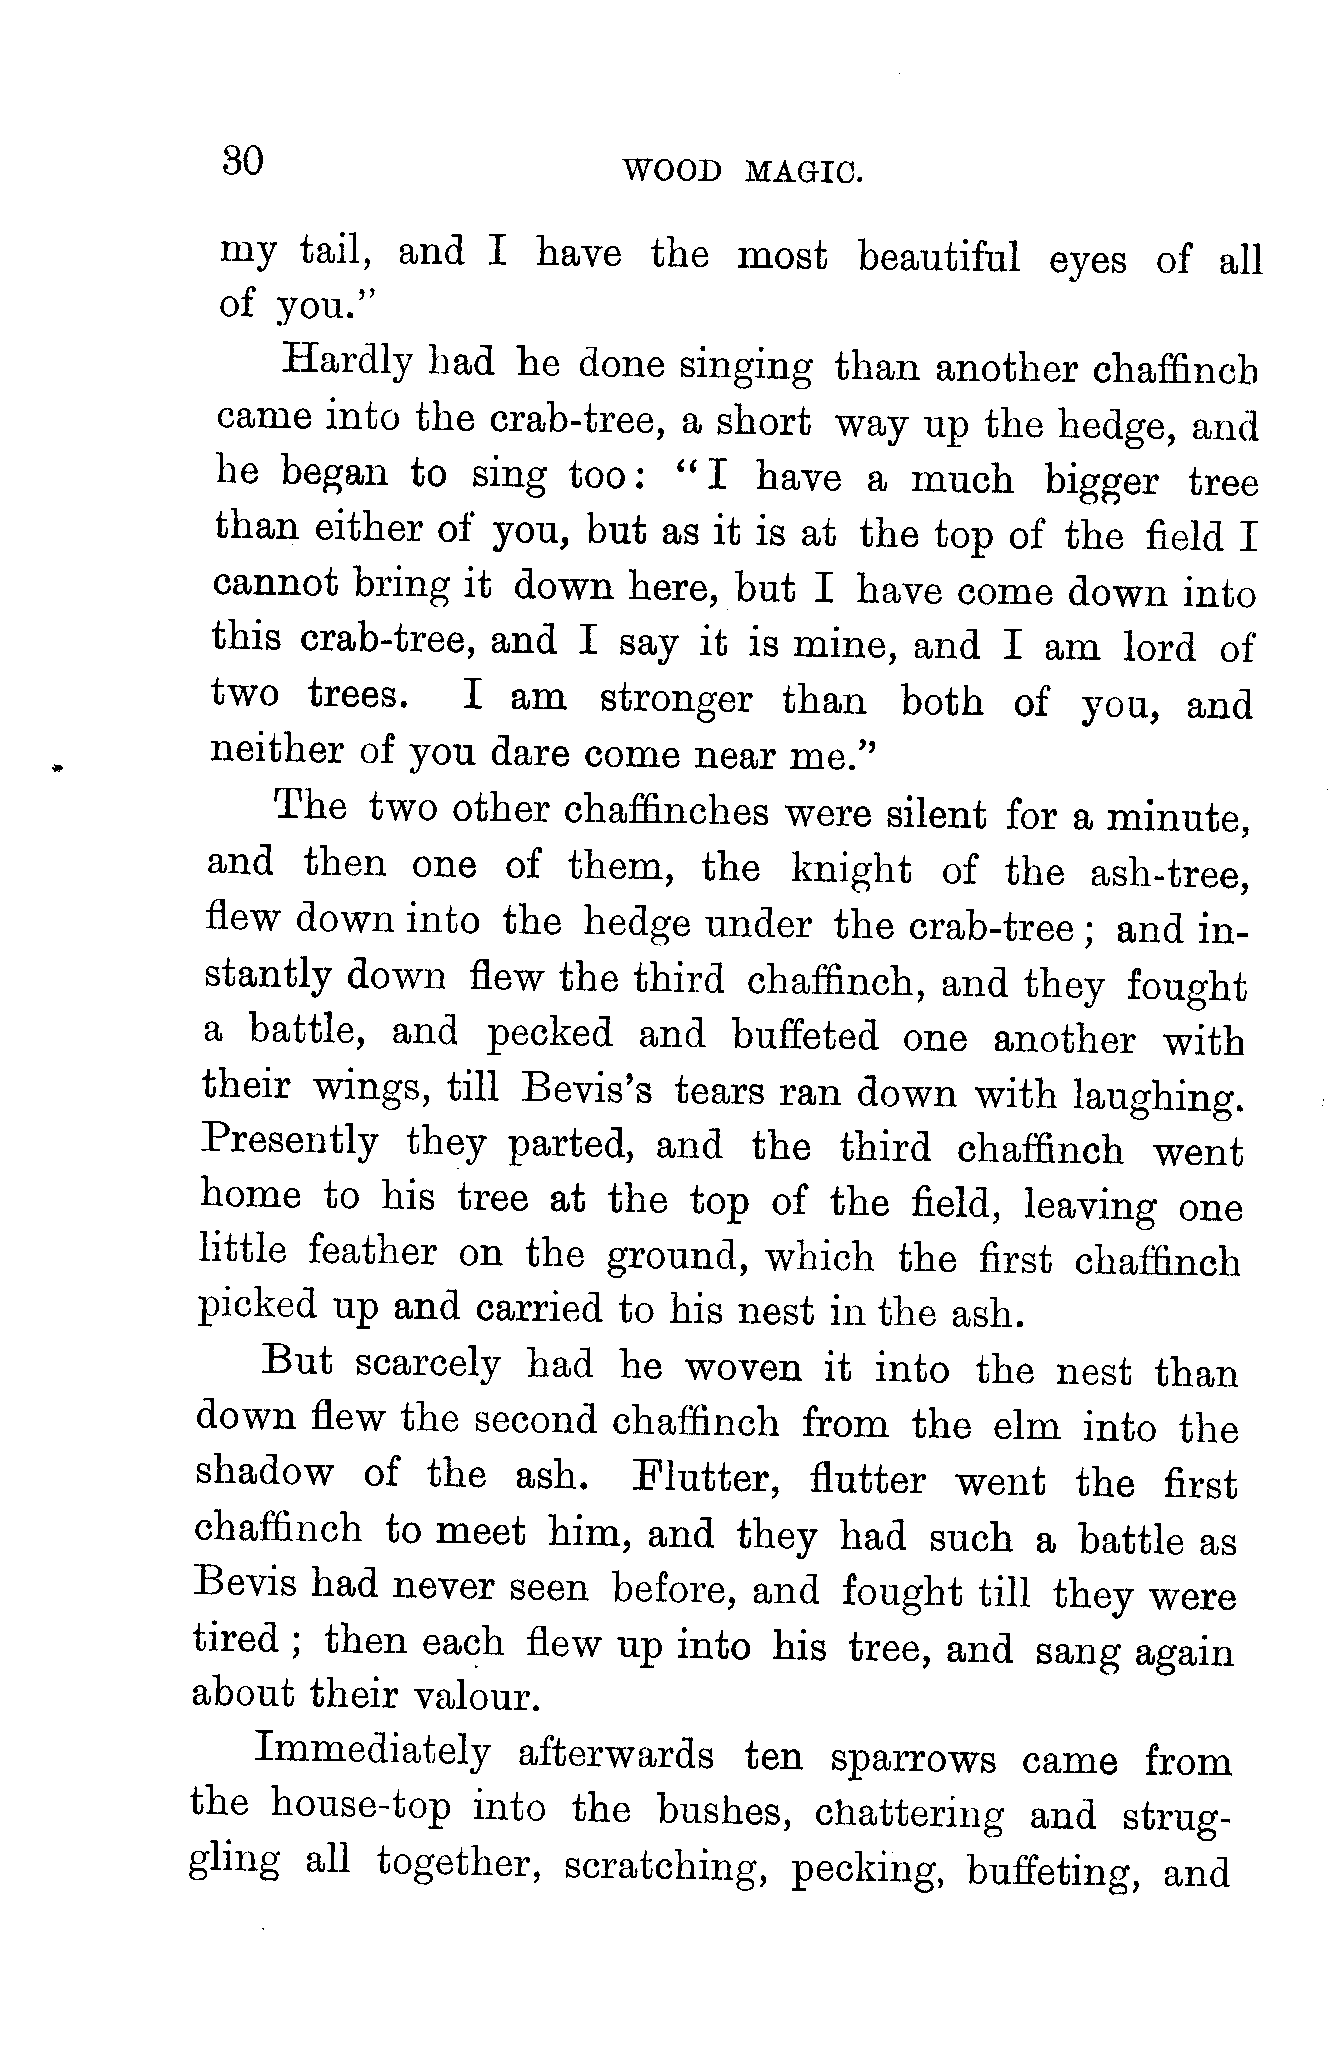 30 WOOD MAGIC.
my tail, and I have the most beautiful eyes of all
of you.”
Hardly had he done singing than another chaffinch
came into the crab-tree, a short way up the hedge, and
he began to sing too: “I have a much bigger tree
than either of you, but as it is at the top of the field I
cannot bring it down here, but I have come down into
this crab-tree, and I say it is mine, and I am lord of
two trees. I am stronger than both of you, and
neither of you dare come near me.”
The two other chaffinches were silent for a minute,
and then one of them, the knight of the ash-tree,
flew down into the hedge under the crab-tree; and in-
stantly down flew the third chaffinch, and they fought
a battle, and pecked and buffeted one another with
their wings, till Bevis’s tears ran down with laughing.
Presently they parted, and the third chaffinch went
home to his tree at the top of the field, leaving one
little feather on the ground, which the first chaffinch
picked up and carried to his nest in the ash.
But scarcely had he woven it into the nest than
down flew the second chaffinch from the elm into the
shadow of the ash. Flutter, flutter went the first
chaffinch to meet him, and they had such a battle as
Bevis had never seen before, and fought till they were
tired; then each flew up into his tree, and sang again
about their valour.
Immediately afterwards ten sparrows came from
the house-top into the bushes, chattering and strug-
gling all together, scratching, pecking, buffeting, and